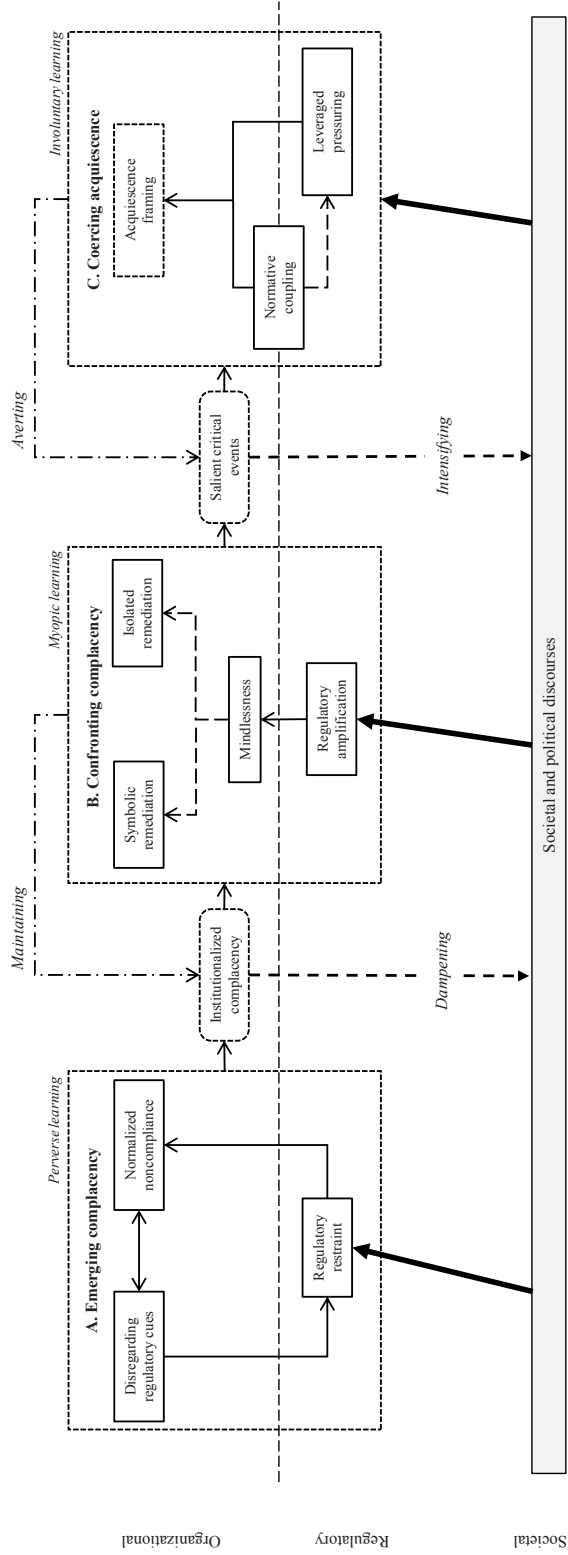 Maintaining
Averting
Perverse learning
A. Emerging complacency
Disregarding
regulatory cues
Normalized
noncompliance
Regulatory
restraint
Institutionalized
complacency
Myopic learning
B. Confronting complacency
Symbolic
remediation
Isolated
remediation
Mindlessness
Regulatory
amplification
Salient critical
events
Involuntary learning
C. Coercing acquiescence
Acquiescence
framing
Normative
coupling
Leveraged
pressuring
Dampening
Intensifying
Societal and political discourses
Organizational
Regulatory
Societal